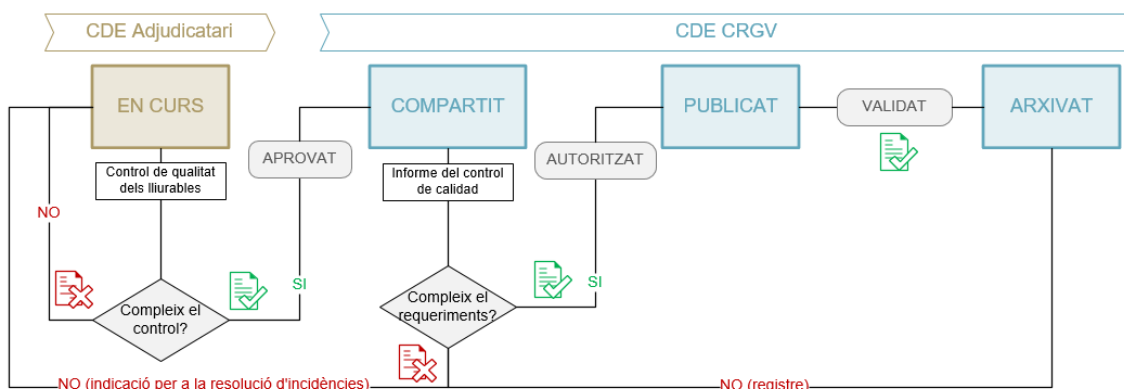 CDE Adjudicatari
CDE CRGV
EN CURS
COMPARTIT
PUBLICAT
VALIDAT
ARXIVAT
APROVAT
AUTORITZAT
Control de qualitat
dels lliurables
Informe del control
de calidad
NO
SI
SI
Compleix el
control?
Compleix el
requeriments?
NO (indicació per a la resolució d'incidències)
NO (registre)